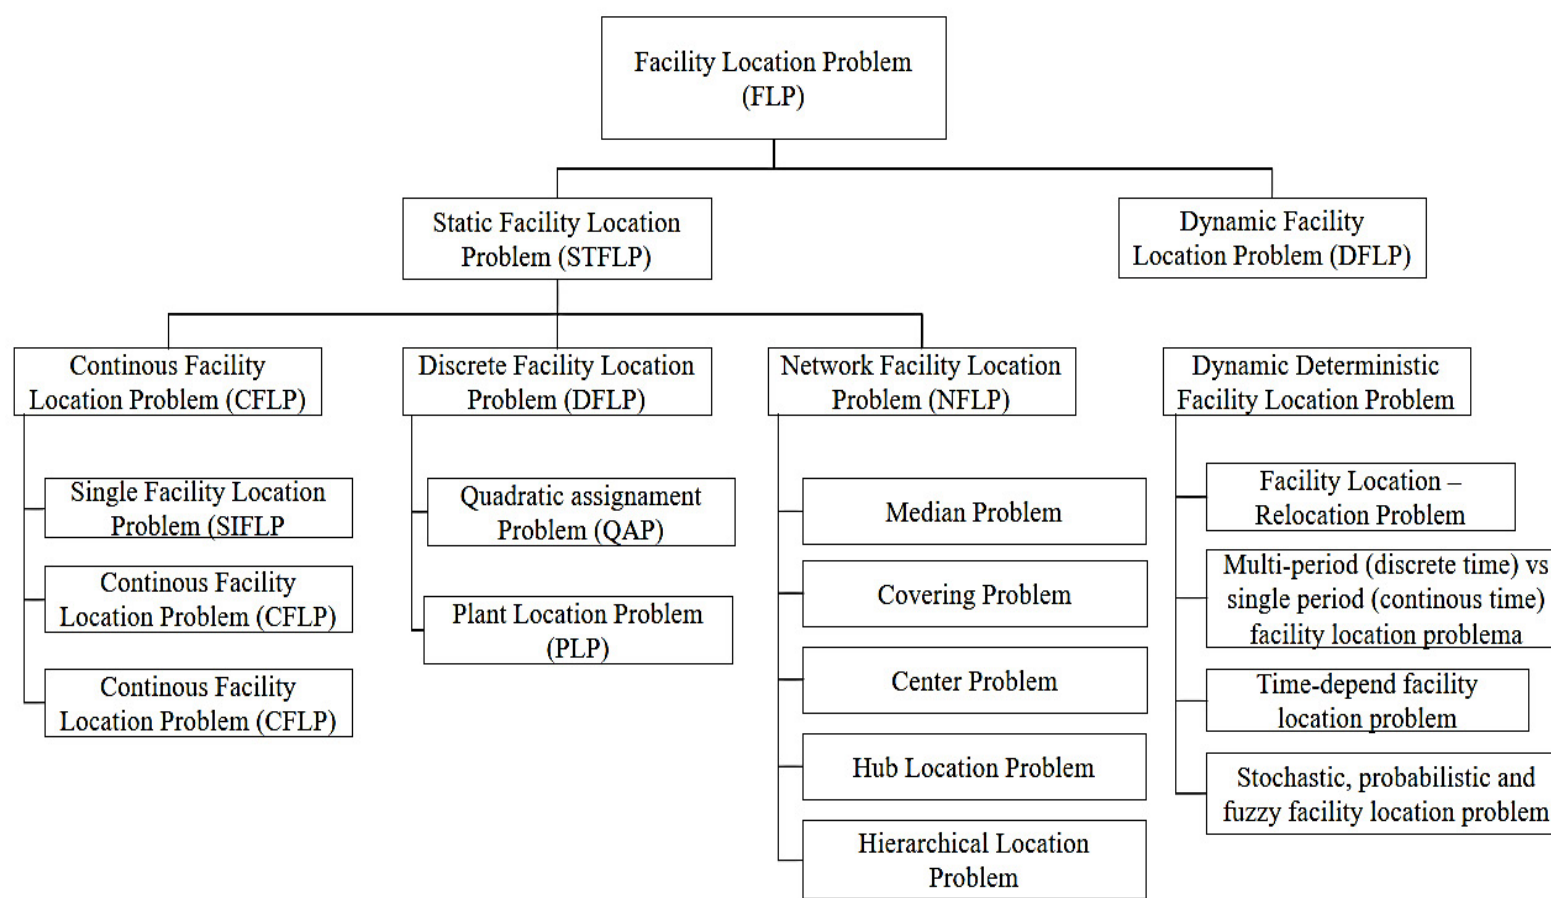 Facility Location Problem
(FLP)
Static Facility Location
Problem (STFLP)
Dynamic Facility
Location Problem (DFLP)
Continous Facility
Location Problem (CFLP)
Discrete Facility Location
Problem (DFLP)
Network Facility Location
Problem (NFLP)
Dynamic Deterministic
Facility Location Problem
Single Facility Location
Problem (SIFLP
Continous Facility
Location Problem (CFLP)
Continous Facility
Location Problem (CFLP)
Quadratic assignament
Problem (QAP)
Plant Location Problem
(PLP)
Median Problem
Covering Problem
Center Problem
Hub Location Problem
Hierarchical Location
Problem
Facility Location –
Relocation Problem
Multi-period (discrete time) vs
single period (continous time)
facility location problema
Time-depend facility
location problem
Stochastic, probabilistic and
fuzzy facility location problem